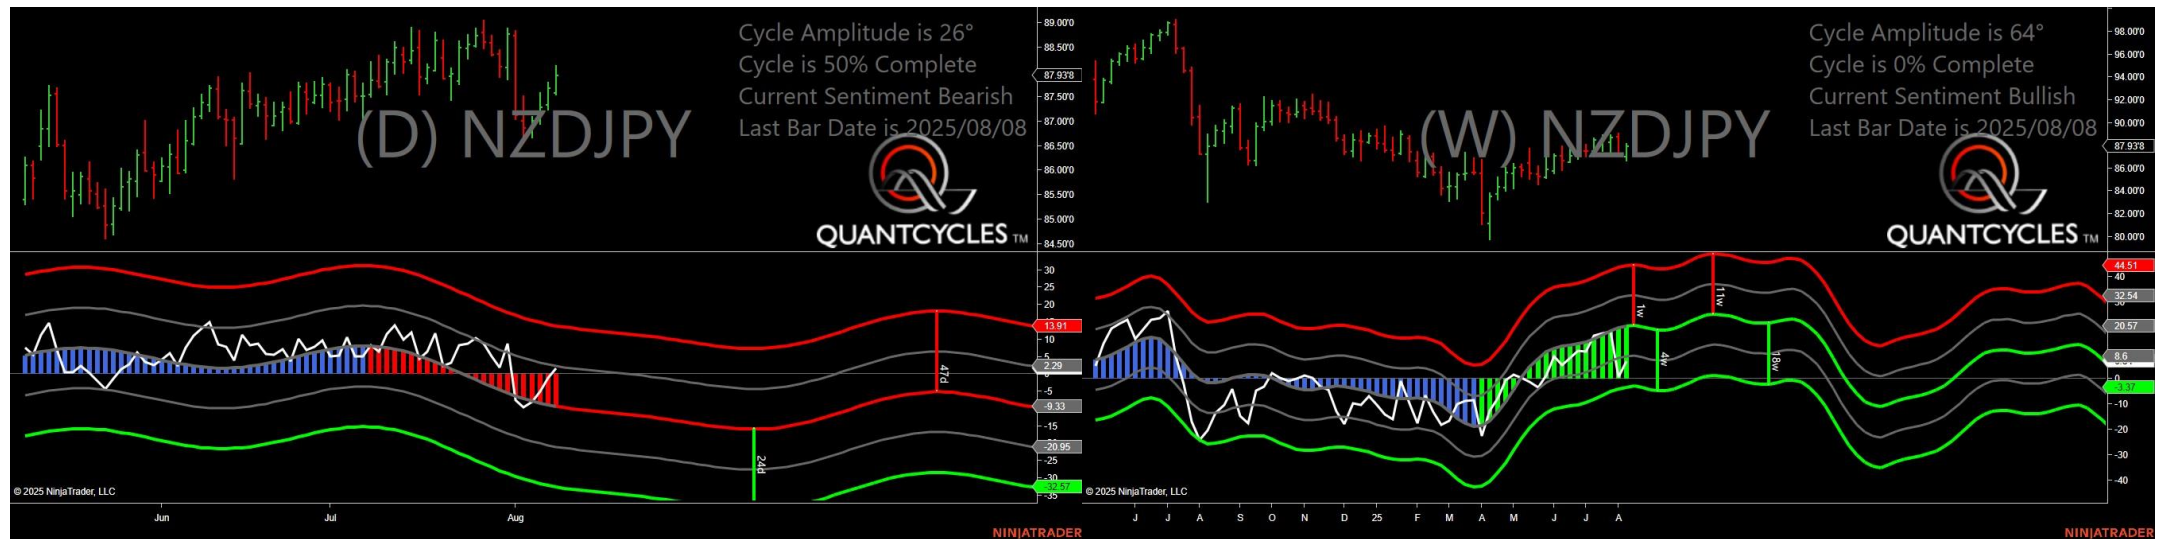 Cycle Amplitude is 26°
Cycle is 50% Complete
Current Sentiment Bearish
Last Bar Date is 2025/08/08
(D) NZDJPY
QUANTCYCLES TM
89.00'0
88.50'0
87.93'8
87.50'0
87.00'0
86.50'0
86.00'0
85.50'0
85.00'0
84.50'0
30
25
20
13.91
10
5
2.29
-5
-9.33
-15
-20.95
-25
-30
-32.57
-35
47d
24d
© 2025 NinjaTrader, LLC
Jun
Jul
Aug
NINJATRADER
Cycle Amplitude is 64°
Cycle is 0% Complete
Current Sentiment Bullish
Last Bar Date is 2025/08/08
(W) NZDJPY
QUANTCYCLES TM
98.00'0
96.00'0
94.00'0
92.00'0
90.00'0
87.93'8
86.00'0
84.00'0
82.00'0
80.00'0
44.51
40
32.54
20.57
8.6
-3.37
-10
-20
-30
-40
1w
11w
4w
18w
© 2025 NinjaTrader, LLC
J J A S O N D 25 F M A M J J A
NINJATRADER